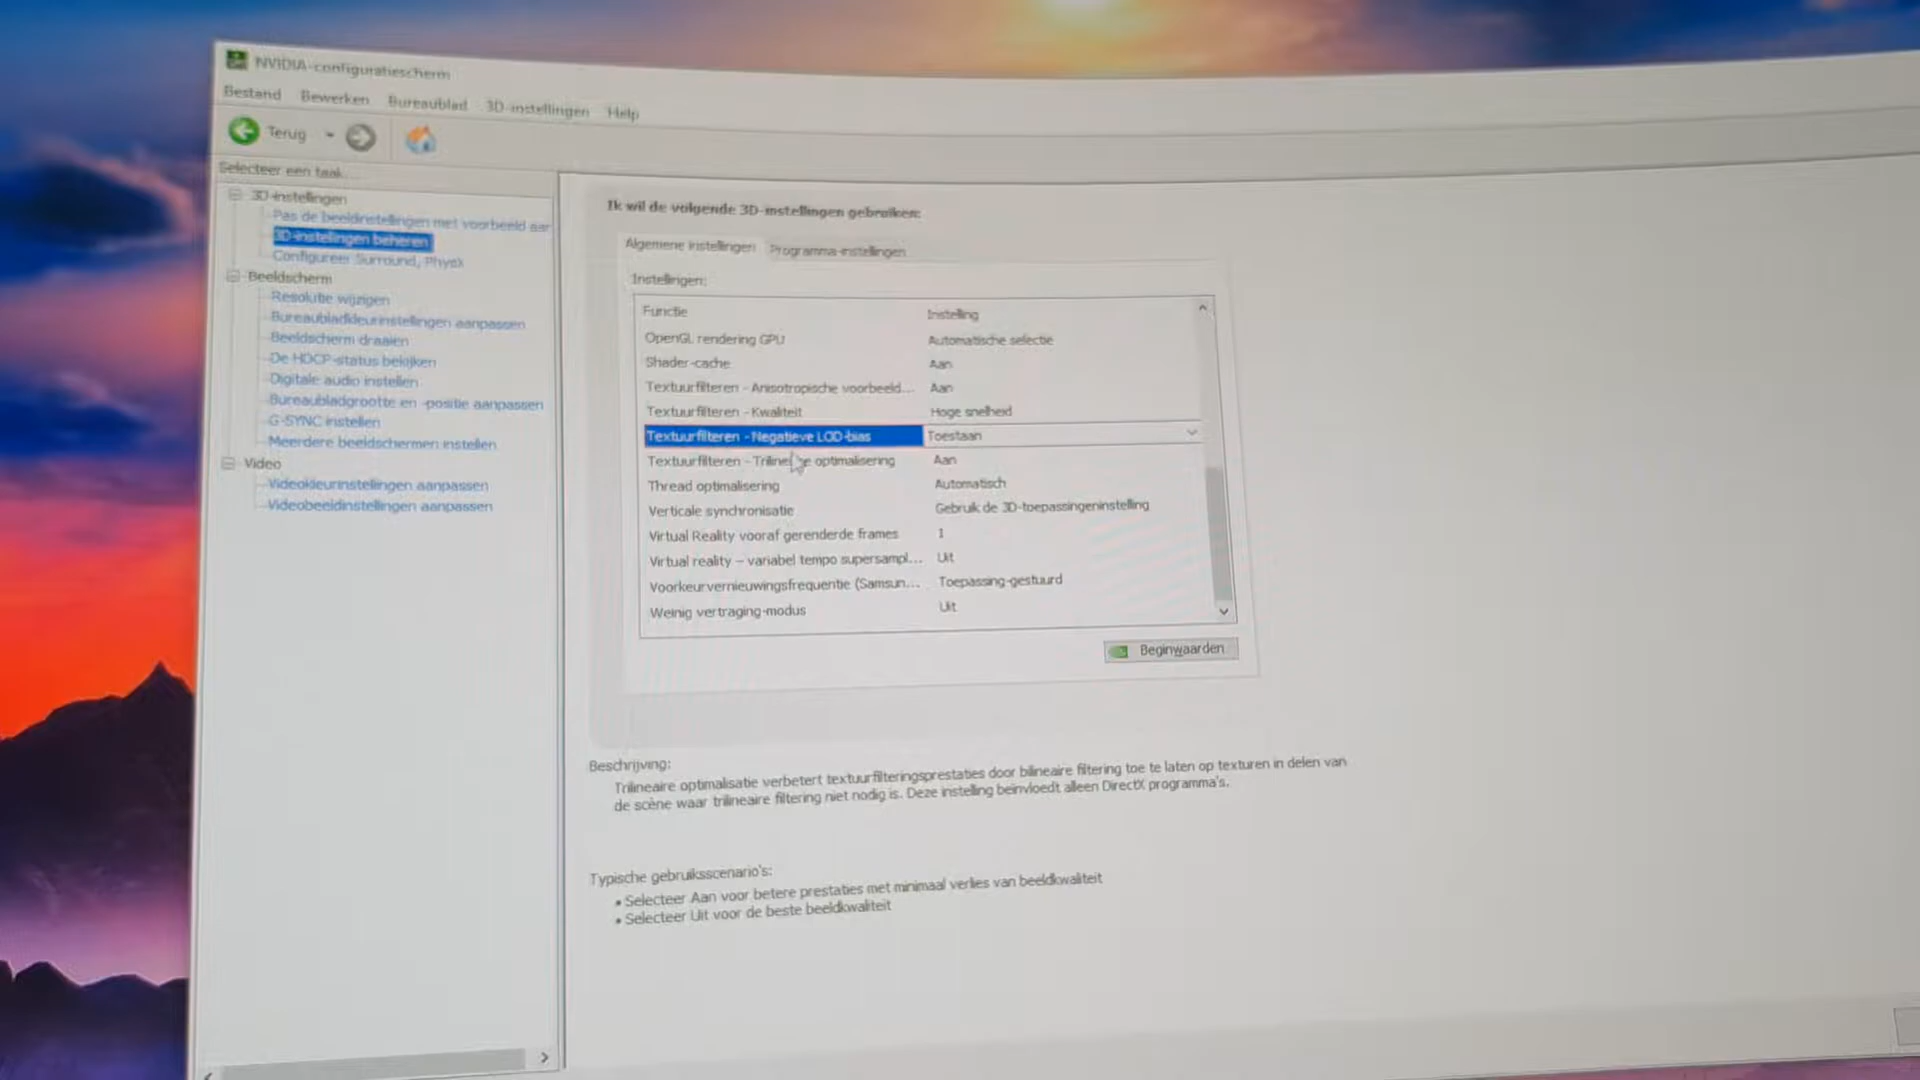 NVIDIA-configuratiescherm
Bestand Bewerken Bureaublad 3D-instellingen Help
Terug
Selecteer een taak...
3D-instellingen
Pas de beeldinstellingen met voorbeeld aan
3D-instellingen beheren
Configureer Surround, PhysX
Beeldscherm
Resolutie wijzigen
Bureaubladkleurinstellingen aanpassen
Beeldscherm draaien
De HDCP-status bekijken
Digitale audio instellen
Bureaubladgrootte en -positie aanpassen
G-SYNC instellen
Meerdere beeldschermen instellen
Video
Videokleurinstellingen aanpassen
Videobeeldinstellingen aanpassen
Ik wil de volgende 3D-instellingen gebruiken:
Algemene instellingen Programma-instellingen
Instellingen:
Functie Instelling
OpenGL rendering GPU Automatische selectie
Shader-cache Aan
Textuurfilteren - Anisotropische voorbeeld... Aan
Textuurfilteren - Kwaliteit Hoge snelheid
Textuurfilteren - Negatieve LOD-bias Toestaan
Textuurfilteren - Trilineaire optimalisering Aan
Thread optimalisering Automatisch
Verticale synchronisatie Gebruik de 3D-toepassingeninstelling
Virtual Reality vooraf gerenderde frames 1
Virtual reality – variabel tempo supersampl... Uit
Voorkeurvernieuwingsfrequentie (Samsun... Toepassing-gestuurd
Weinig vertraging-modus Uit
Beginwaarden
Beschrijving:
Trilineaire optimalisatie verbetert textuurfilteringsprestaties door bilineaire filtering toe te laten op texturen in delen van
de scène waar trilineaire filtering niet nodig is. Deze instelling beïnvloedt alleen DirectX programma's.
Typische gebruiksscenario's:
• Selecteer Aan voor betere prestaties met minimaal verlies van beeldkwaliteit
• Selecteer Uit voor de beste beeldkwaliteit